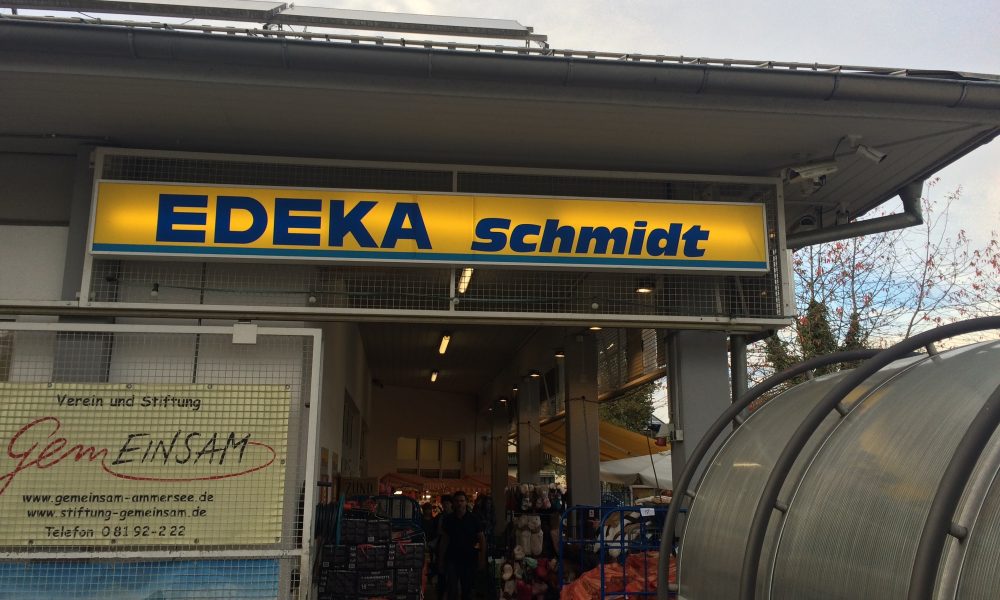 EDEKA Schmidt
Verein und Stiftung
GemEINSAM
www.gemeinsam-ammersee.de
www.stiftung-gemeinsam.de
Telefon 0 81 92-2 22